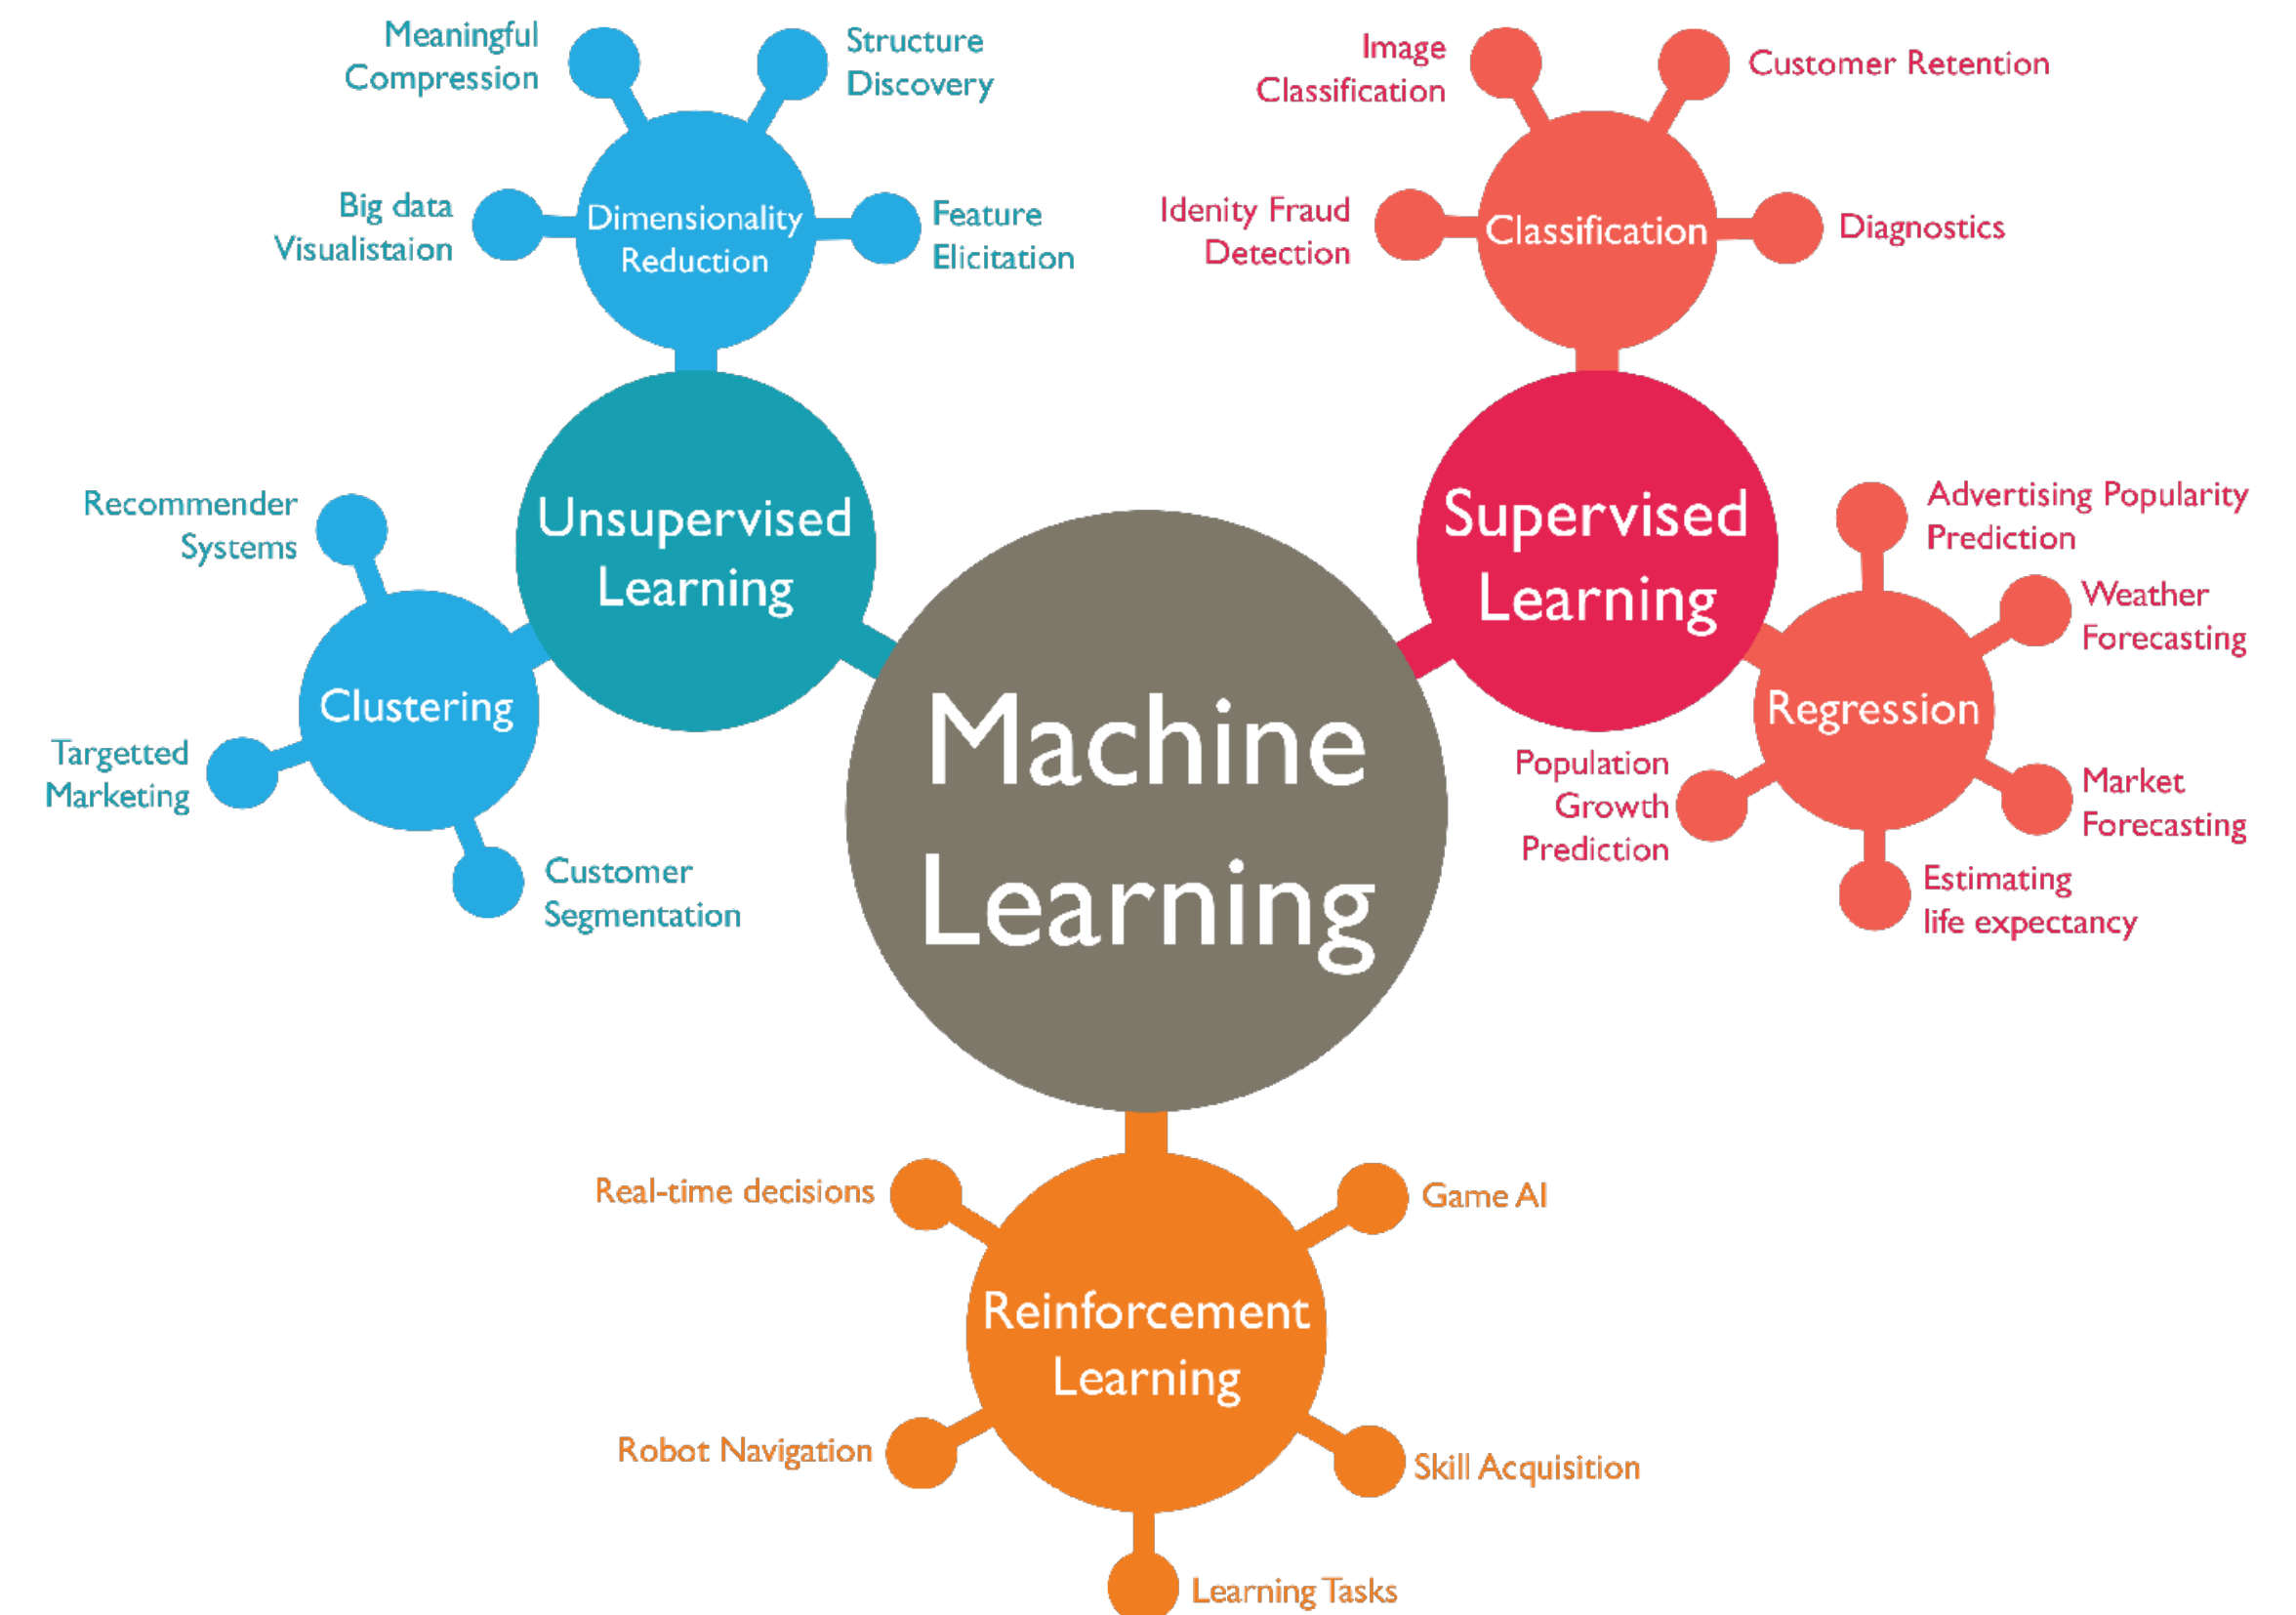 Meaningful
Compression
Structure
Discovery
Big data
Visualistaion
Dimensionality
Reduction
Feature
Elicitation
Image
Classification
Customer Retention
Idenity Fraud
Detection
Classification
Diagnostics
Unsupervised
Learning
Recommender
Systems
Clustering
Targetted
Marketing
Customer
Segmentation
Supervised
Learning
Advertising Popularity
Prediction
Weather
Forecasting
Regression
Population
Growth
Prediction
Market
Forecasting
Estimating
life expectancy
Machine
Learning
Real-time decisions
Game AI
Reinforcement
Learning
Robot Navigation
Skill Acquisition
Learning Tasks